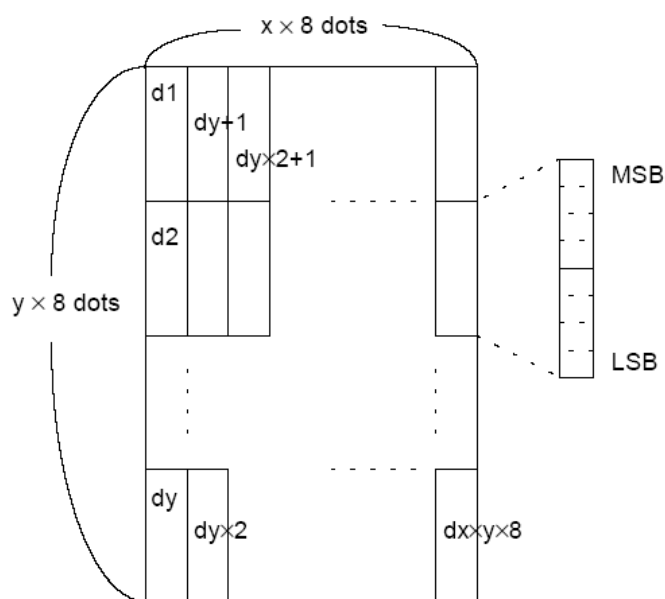 x × 8 dots
d1
dy+1
dy×2+1
MSB
d2
y × 8 dots
LSB
dy
dy×2
dx×y×8